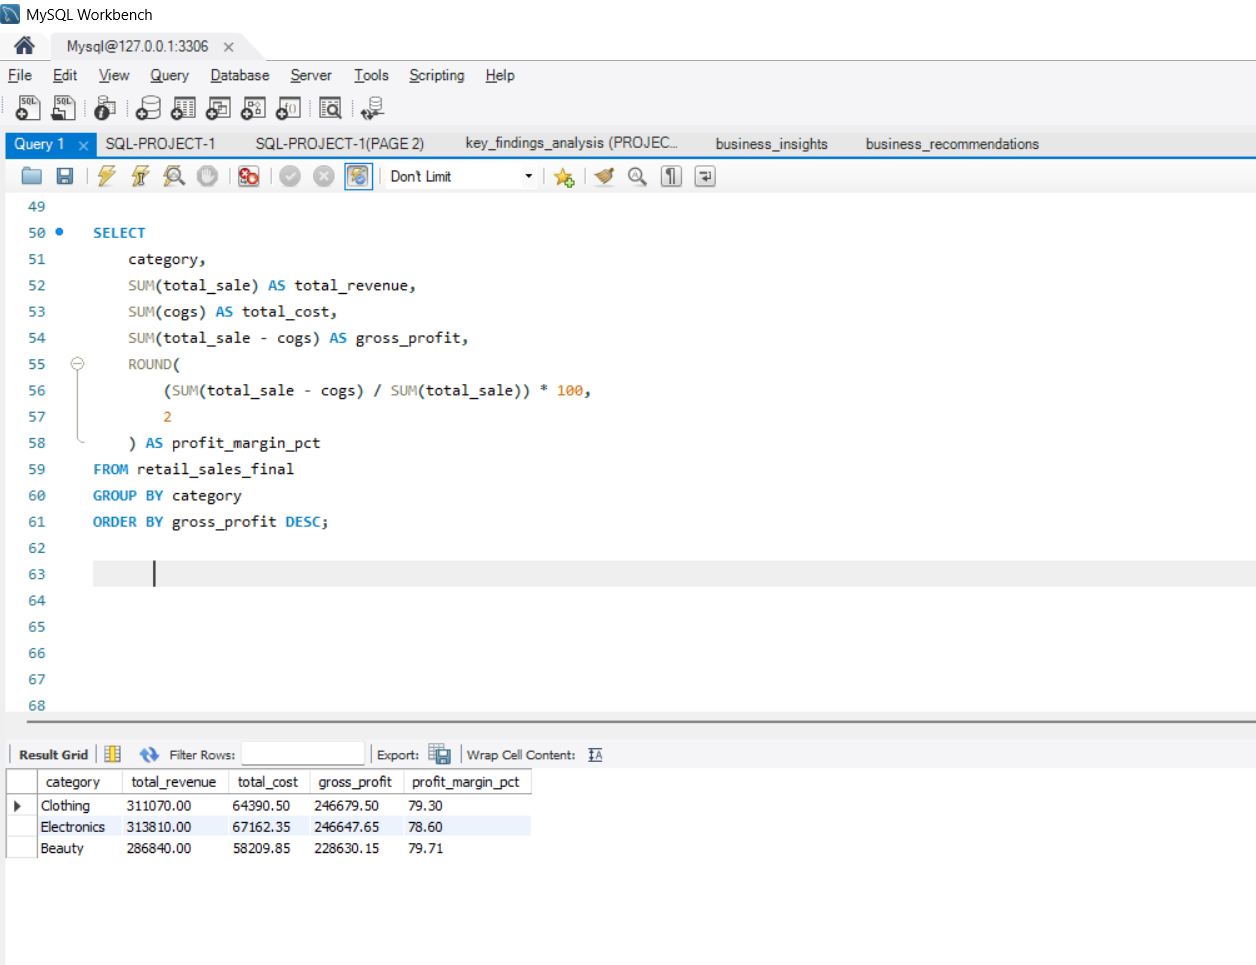 MySQL Workbench
Mysql@127.0.0.1:3306
File Edit View Query Database Server Tools Scripting Help
Query 1 SQL-PROJECT-1 SQL-PROJECT-1(PAGE 2) key_findings_analysis (PROJEC... business_insights business_recommendations
Don't Limit
49
50 SELECT
51 category,
52 SUM(total_sale) AS total_revenue,
53 SUM(cogs) AS total_cost,
54 SUM(total_sale - cogs) AS gross_profit,
55 ROUND(
56 (SUM(total_sale - cogs) / SUM(total_sale)) * 100,
57 2
58 ) AS profit_margin_pct
59 FROM retail_sales_final
60 GROUP BY category
61 ORDER BY gross_profit DESC;
62
63
64
65
66
67
68
Result Grid Filter Rows: Export: Wrap Cell Content:
category total_revenue total_cost gross_profit profit_margin_pct
Clothing 311070.00 64390.50 246679.50 79.30
Electronics 313810.00 67162.35 246647.65 78.60
Beauty 286840.00 58209.85 228630.15 79.71